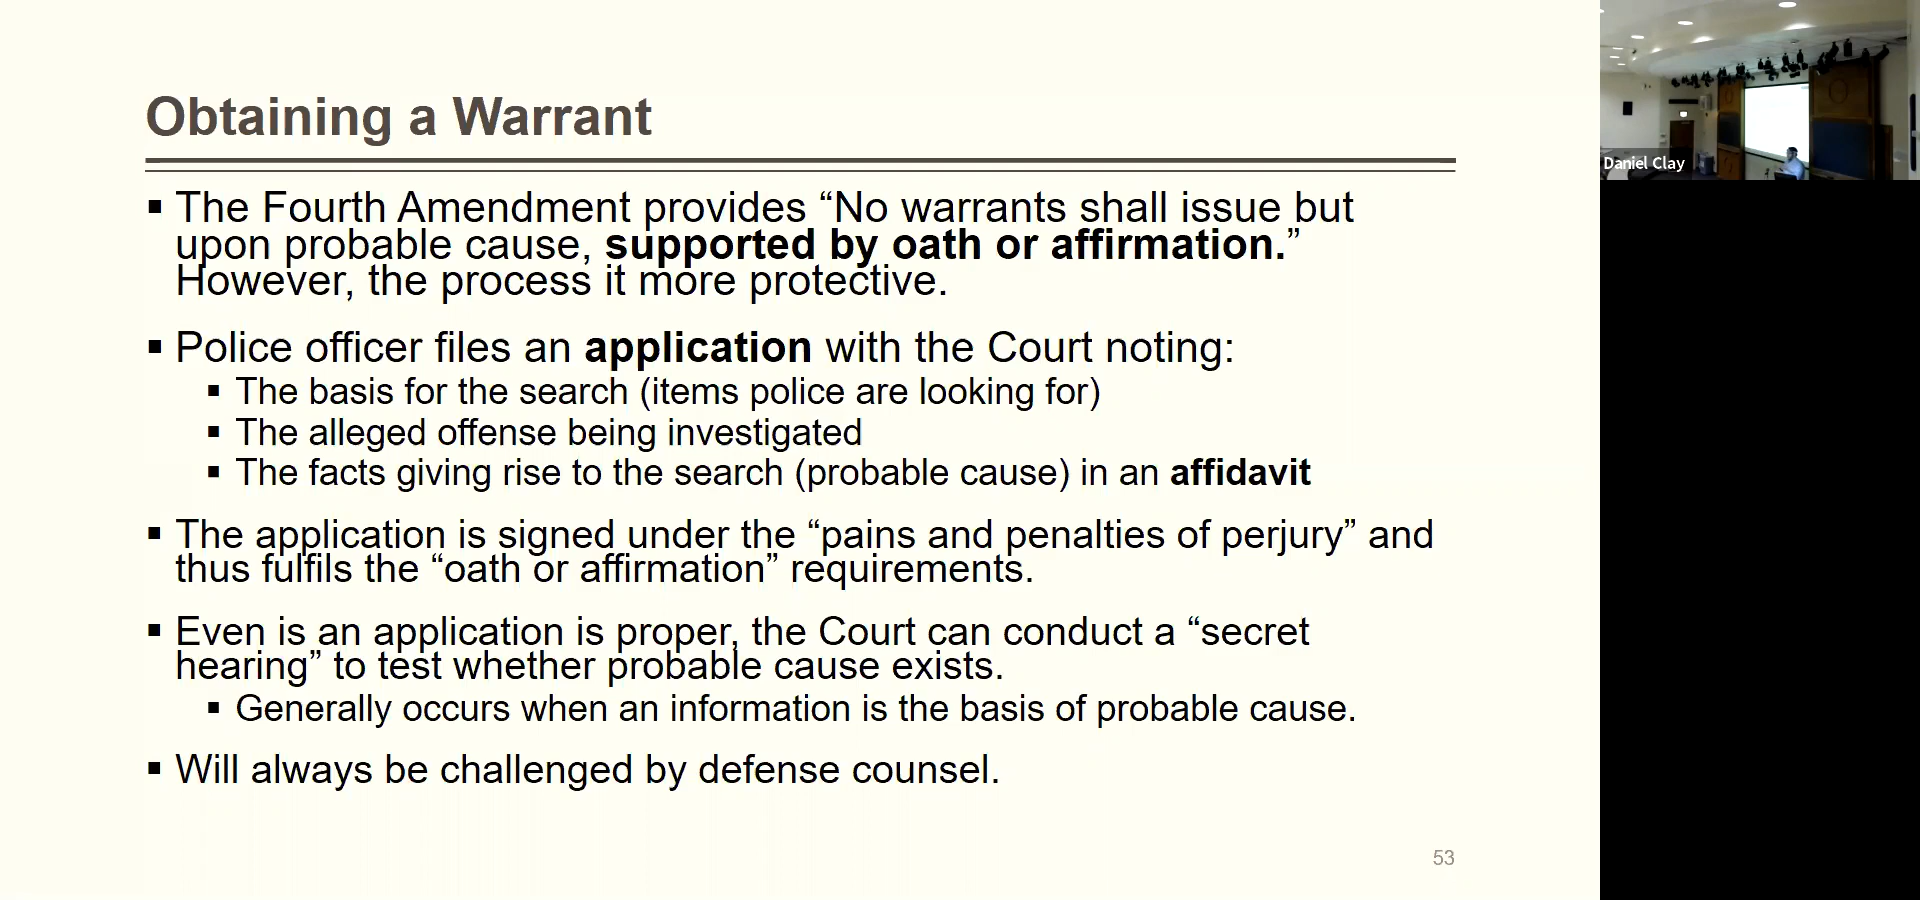 Obtaining a Warrant
▪ The Fourth Amendment provides “No warrants shall issue but
upon probable cause, supported by oath or affirmation.”
However, the process it more protective.
▪ Police officer files an application with the Court noting:
▪ The basis for the search (items police are looking for)
▪ The alleged offense being investigated
▪ The facts giving rise to the search (probable cause) in an affidavit
▪ The application is signed under the “pains and penalties of perjury” and
thus fulfils the “oath or affirmation” requirements.
▪ Even is an application is proper, the Court can conduct a “secret
hearing” to test whether probable cause exists.
▪ Generally occurs when an information is the basis of probable cause.
▪ Will always be challenged by defense counsel.
53
Daniel Clay